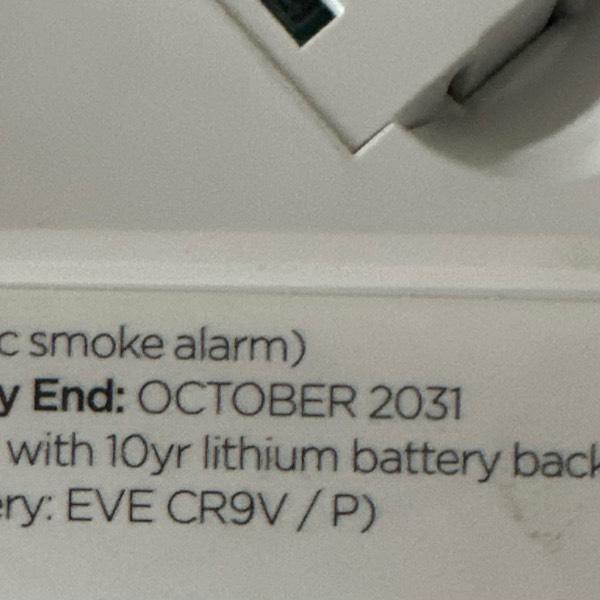 c smoke alarm)
y End: OCTOBER 2031
with 10yr lithium battery back
ery: EVE CR9V / P)